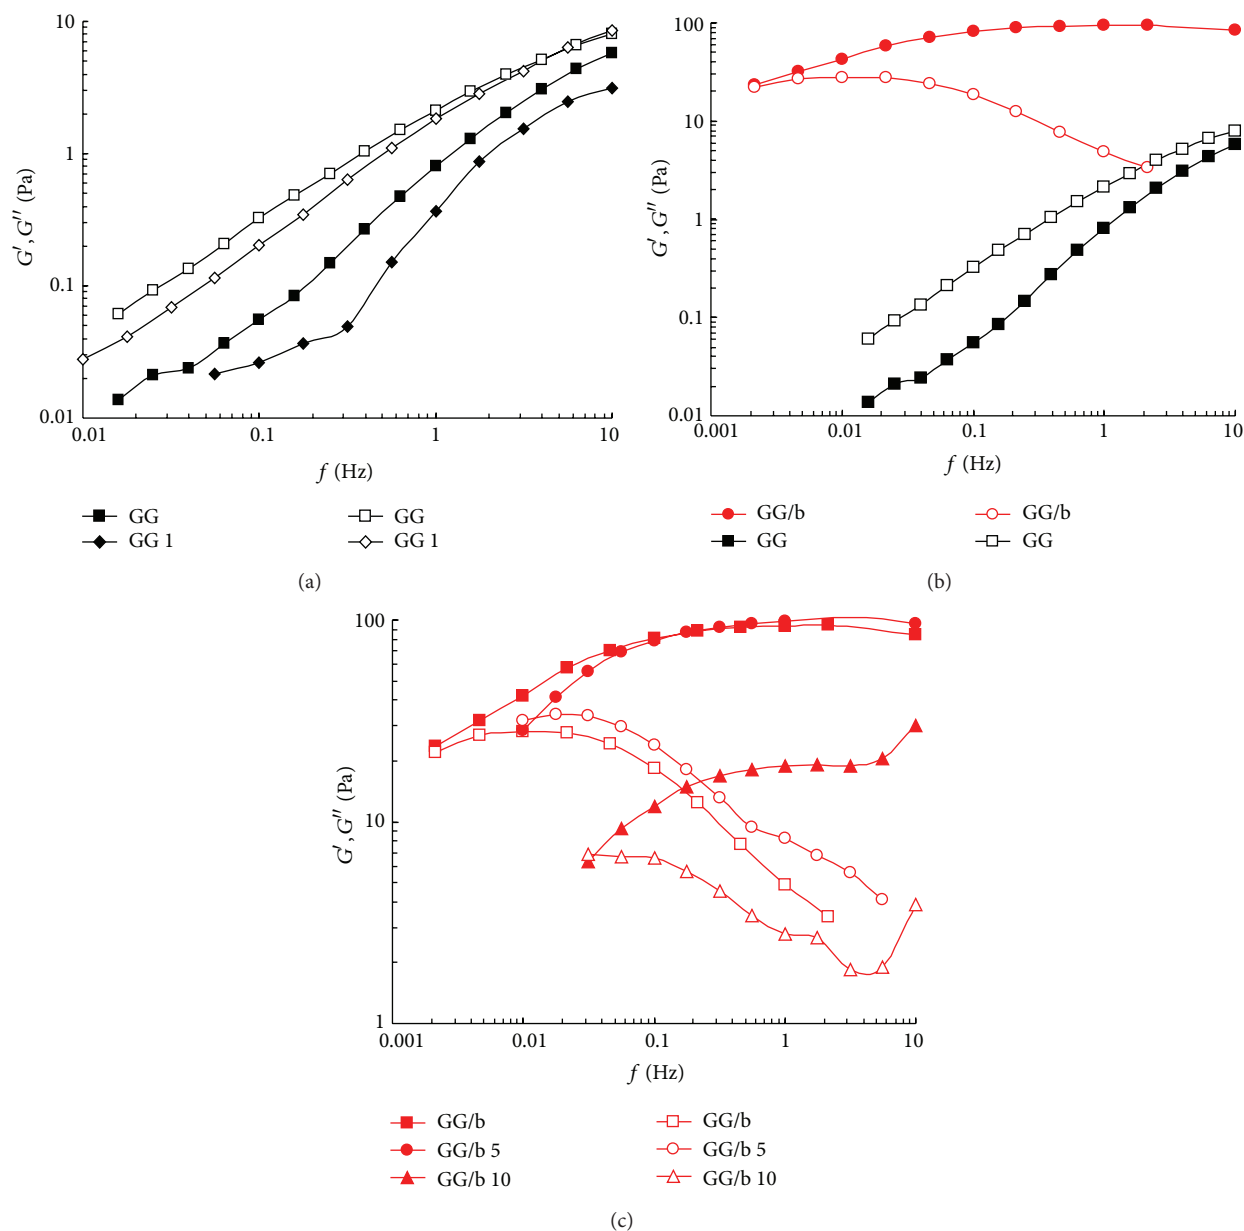 10
1
0.1
0.01
G′, G″ (Pa)
0.01 0.1 1 10
f (Hz)
GG GG
GG 1 GG 1
(a)
100
10
1
0.1
0.01
G′, G″ (Pa)
0.001 0.01 0.1 1 10
f (Hz)
GG/b GG/b
GG GG
(b)
100
10
1
G′, G″ (Pa)
0.001 0.01 0.1 1 10
f (Hz)
GG/b GG/b
GG/b 5 GG/b 5
GG/b 10 GG/b 10
(c)